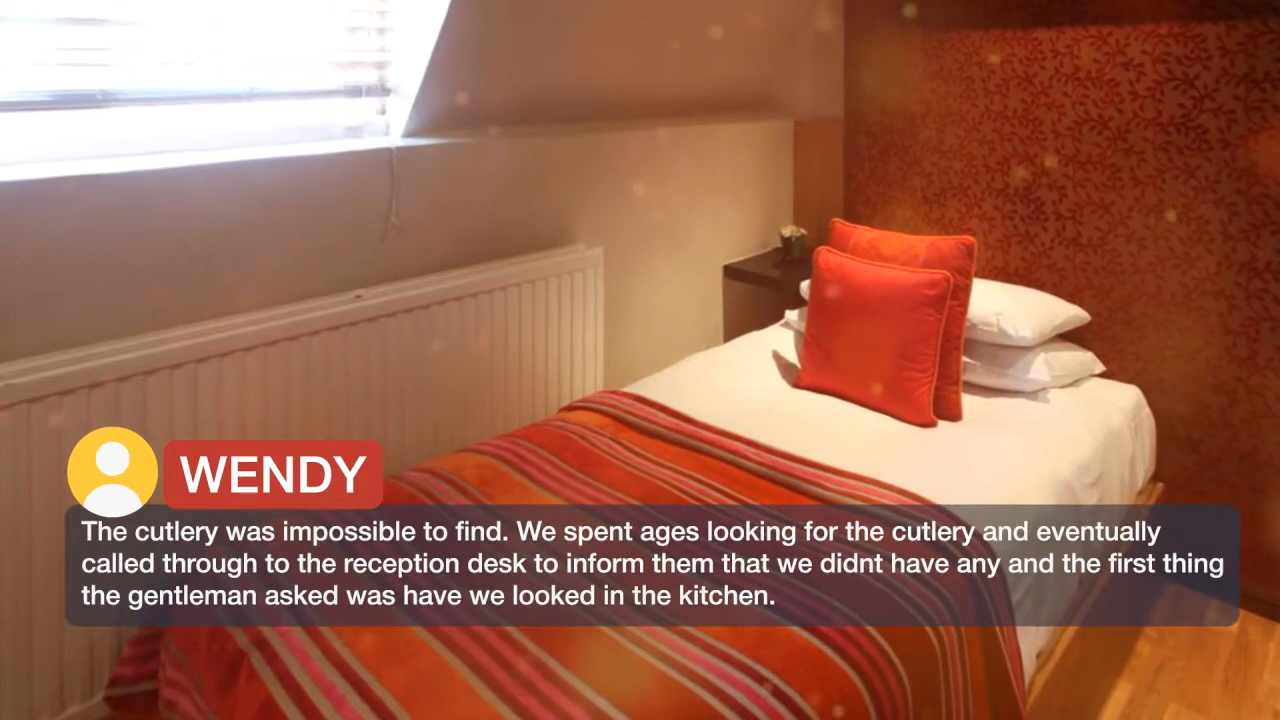 WENDY
The cutlery was impossible to find. We spent ages looking for the cutlery and eventually
called through to the reception desk to inform them that we didnt have any and the first thing
the gentleman asked was have we looked in the kitchen.